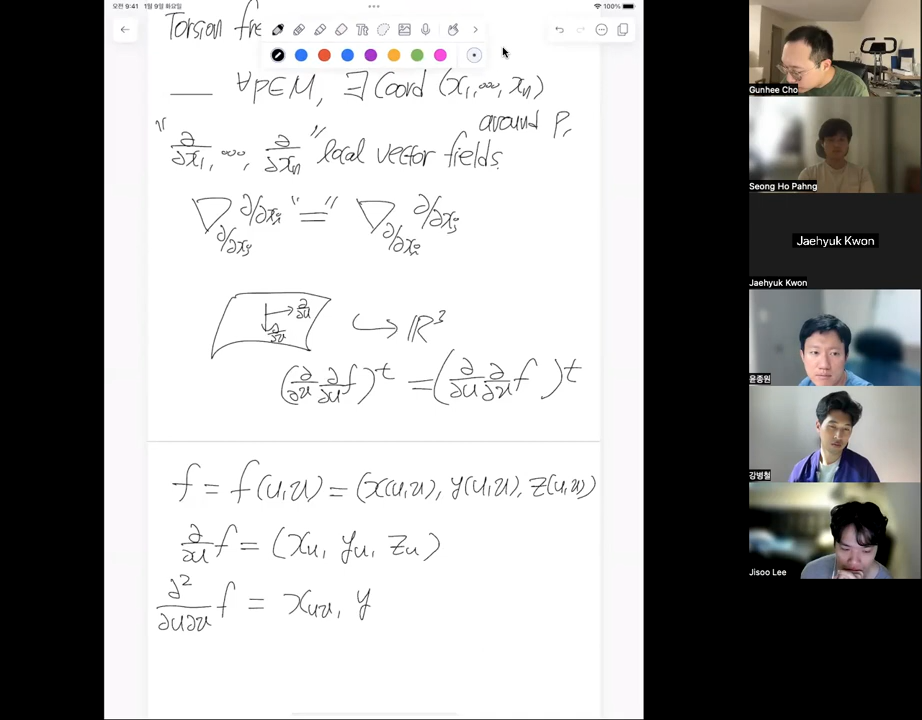 오전 9:41 1월 9일 화요일
100%
Torsion fre
Tt
∀p∈M, ∃ Coord (x₁,…,xₙ)
around p,
"∂/∂x₁, …, ∂/∂xₙ" local vector fields.
∇_{∂/∂xⱼ} ∂/∂xᵢ "=" ∇_{∂/∂xᵢ} ∂/∂xⱼ
∂/∂u
∂/∂v
↪ ℝ³
(∂/∂v ∂/∂u f)ᵗ = (∂/∂u ∂/∂v f)ᵗ
f = f(u,v) = (x(u,v), y(u,v), z(u,v))
∂/∂u f = (xᵤ, yᵤ, zᵤ)
∂²/∂u∂v f = xᵤᵥ, y
Gunhee Cho
Seong Ho Pahng
Jaehyuk Kwon
Jaehyuk Kwon
윤종원
강병철
Jisoo Lee